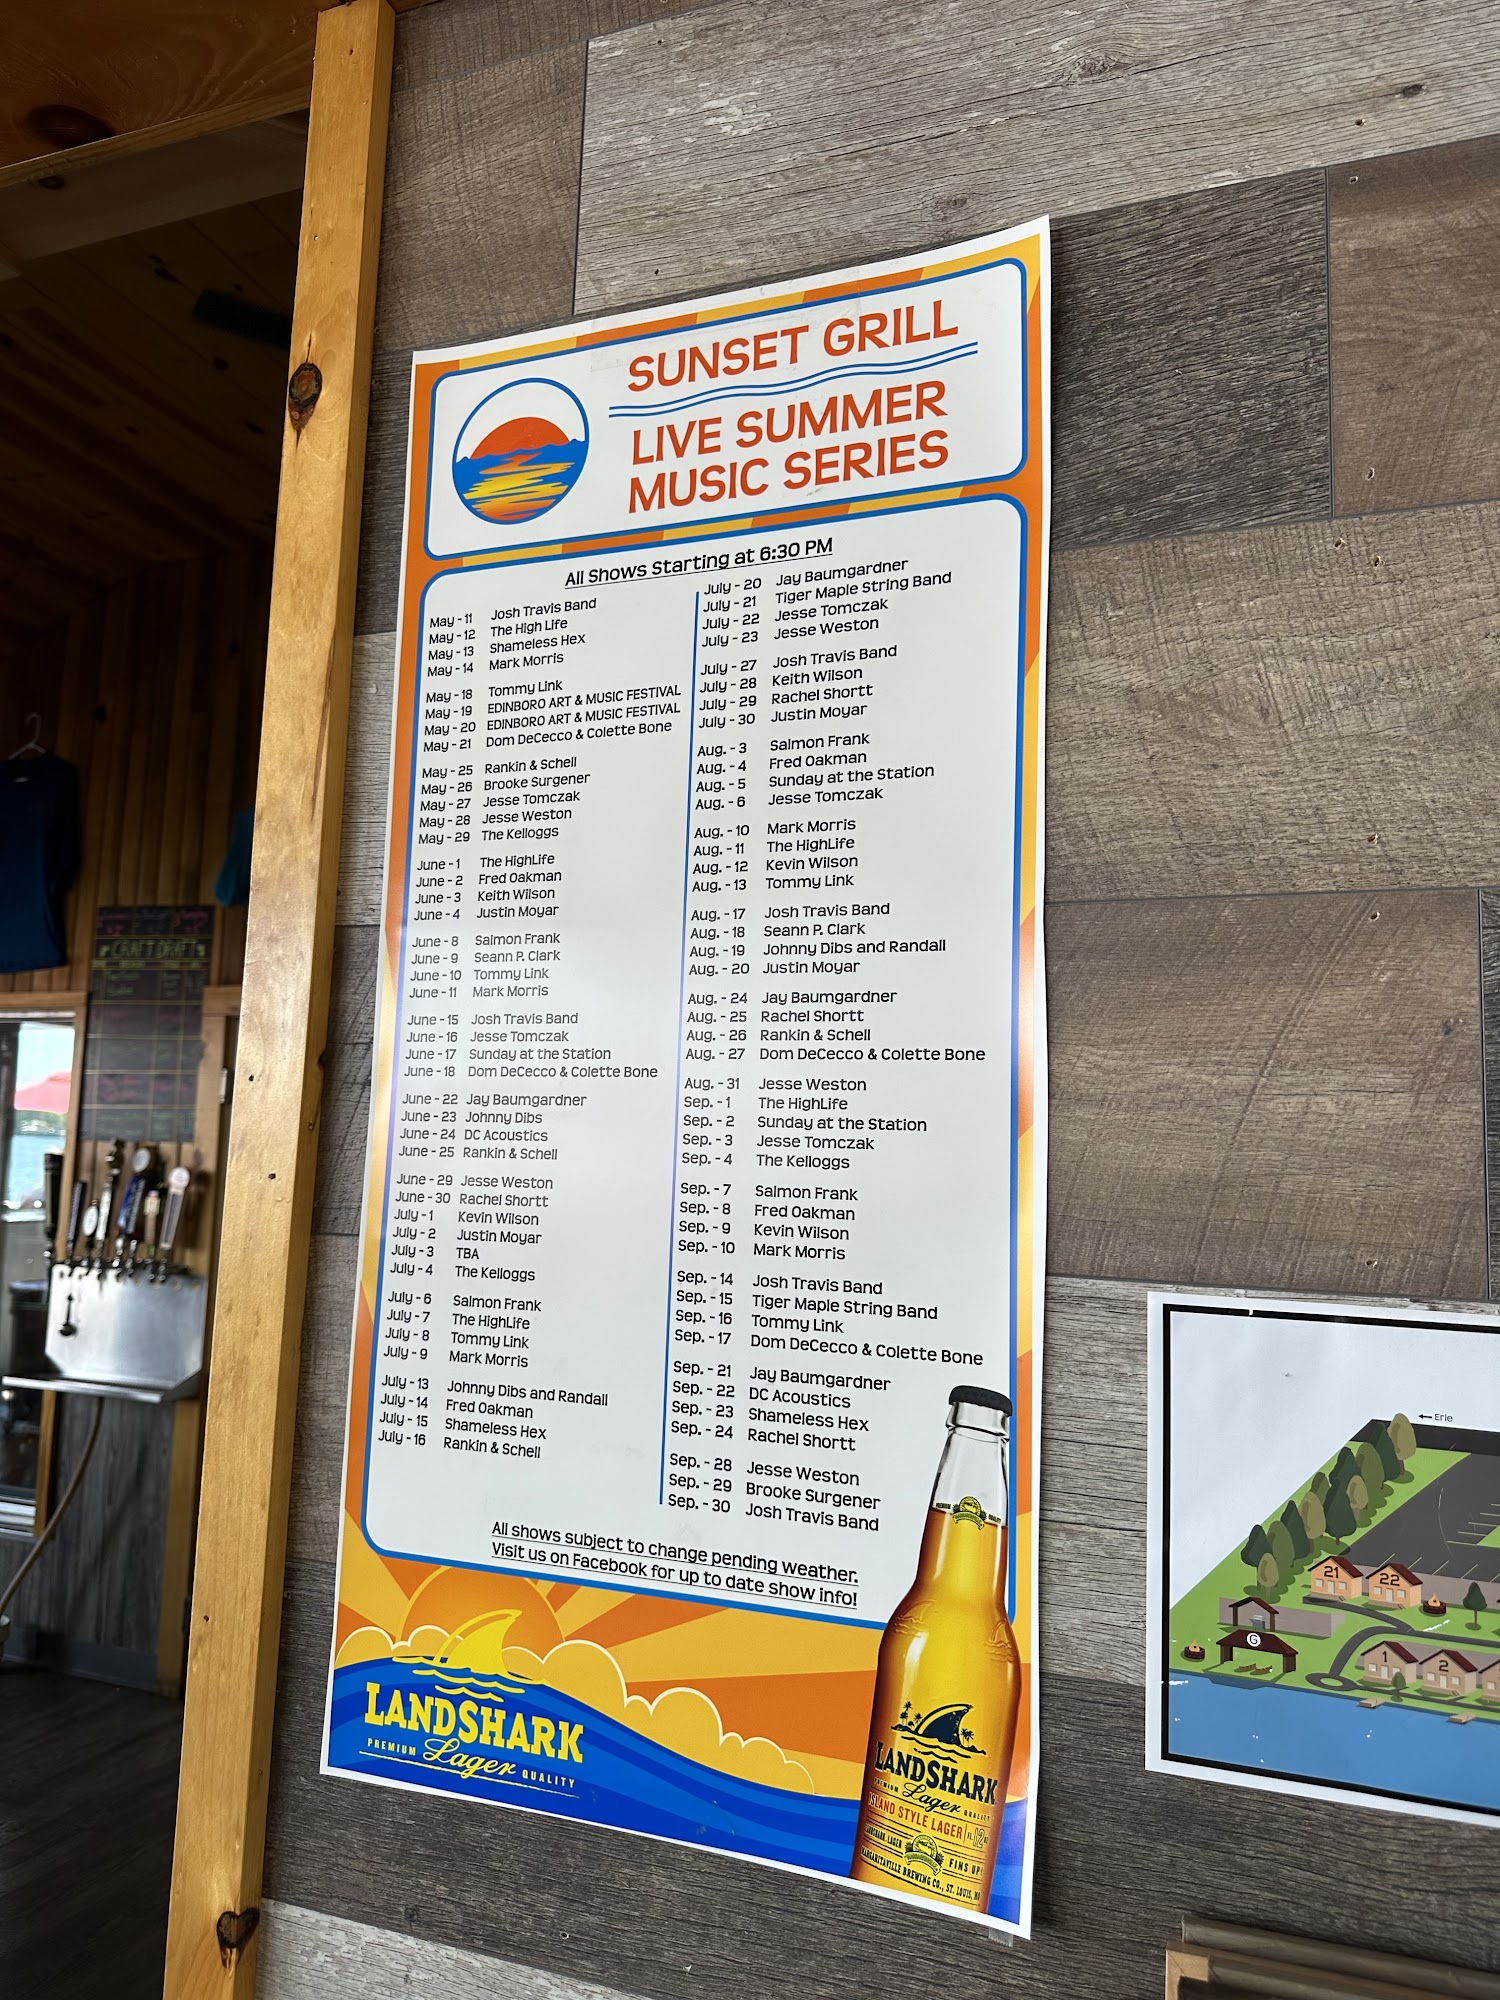 SUNSET GRILL
LIVE SUMMER
MUSIC SERIES
All Shows Starting at 6:30 PM
May - 11 Josh Travis Band
May - 12 The High Life
May - 13 Shameless Hex
May - 14 Mark Morris
May - 18 Tommy Link
May - 19 EDINBORO ART & MUSIC FESTIVAL
May - 20 EDINBORO ART & MUSIC FESTIVAL
May - 21 Dom DeCecco & Colette Bone
May - 25 Rankin & Schell
May - 26 Brooke Surgener
May - 27 Jesse Tomczak
May - 28 Jesse Weston
May - 29 The Kelloggs
June - 1 The HighLife
June - 2 Fred Oakman
June - 3 Keith Wilson
June - 4 Justin Moyar
June - 8 Salmon Frank
June - 9 Seann P. Clark
June - 10 Tommy Link
June - 11 Mark Morris
June - 15 Josh Travis Band
June - 16 Jesse Tomczak
June - 17 Sunday at the Station
June - 18 Dom DeCecco & Colette Bone
June - 22 Jay Baumgardner
June - 23 Johnny Dibs
June - 24 DC Acoustics
June - 25 Rankin & Schell
June - 29 Jesse Weston
June - 30 Rachel Shortt
July - 1 Kevin Wilson
July - 2 Justin Moyar
July - 3 TBA
July - 4 The Kelloggs
July - 6 Salmon Frank
July - 7 The HighLife
July - 8 Tommy Link
July - 9 Mark Morris
July - 13 Johnny Dibs and Randall
July - 14 Fred Oakman
July - 15 Shameless Hex
July - 16 Rankin & Schell
July - 20 Jay Baumgardner
July - 21 Tiger Maple String Band
July - 22 Jesse Tomczak
July - 23 Jesse Weston
July - 27 Josh Travis Band
July - 28 Keith Wilson
July - 29 Rachel Shortt
July - 30 Justin Moyar
Aug. - 3 Salmon Frank
Aug. - 4 Fred Oakman
Aug. - 5 Sunday at the Station
Aug. - 6 Jesse Tomczak
Aug. - 10 Mark Morris
Aug. - 11 The HighLife
Aug. - 12 Kevin Wilson
Aug. - 13 Tommy Link
Aug. - 17 Josh Travis Band
Aug. - 18 Seann P. Clark
Aug. - 19 Johnny Dibs and Randall
Aug. - 20 Justin Moyar
Aug. - 24 Jay Baumgardner
Aug. - 25 Rachel Shortt
Aug. - 26 Rankin & Schell
Aug. - 27 Dom DeCecco & Colette Bone
Aug. - 31 Jesse Weston
Sep. - 1 The HighLife
Sep. - 2 Sunday at the Station
Sep. - 3 Jesse Tomczak
Sep. - 4 The Kelloggs
Sep. - 7 Salmon Frank
Sep. - 8 Fred Oakman
Sep. - 9 Kevin Wilson
Sep. - 10 Mark Morris
Sep. - 14 Josh Travis Band
Sep. - 15 Tiger Maple String Band
Sep. - 16 Tommy Link
Sep. - 17 Dom DeCecco & Colette Bone
Sep. - 21 Jay Baumgardner
Sep. - 22 DC Acoustics
Sep. - 23 Shameless Hex
Sep. - 24 Rachel Shortt
Sep. - 28 Jesse Weston
Sep. - 29 Brooke Surgener
Sep. - 30 Josh Travis Band
All shows subject to change pending weather.
Visit us on Facebook for up to date show info!
LANDSHARK
PREMIUM Lager QUALITY
LANDSHARK
PREMIUM Lager QUALITY
ISLAND STYLE LAGER FL. 12 OZ
LANDSHARK LAGER FINS UP!
MARGARITAVILLE BREWING CO., ST. LOUIS, MO
CRAFT DRAFTS
← Erie
21
22
G
1
2